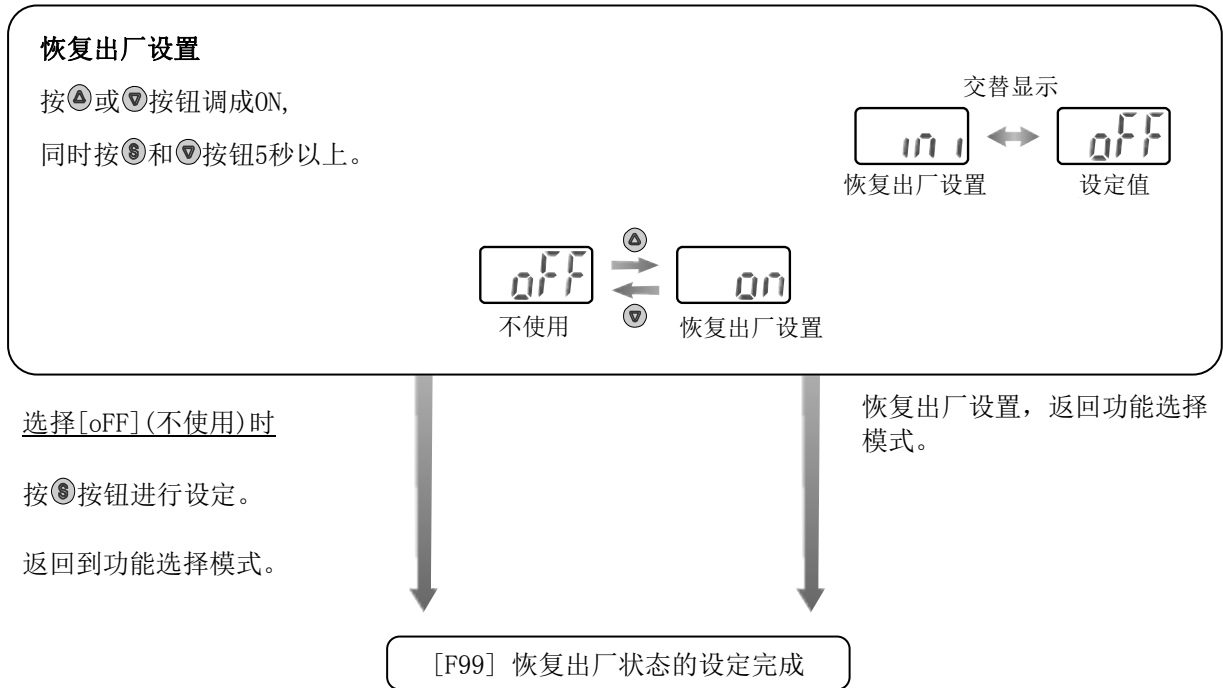 恢复出厂设置
按▲或▼按钮调成ON,
同时按S和▼按钮5秒以上。
交替显示
ini
oFF
恢复出厂设置
设定值
oFF
on
不使用
恢复出厂设置
选择[oFF](不使用)时
按S按钮进行设定。
返回到功能选择模式。
恢复出厂设置，返回功能选择
模式。
[F99] 恢复出厂状态的设定完成